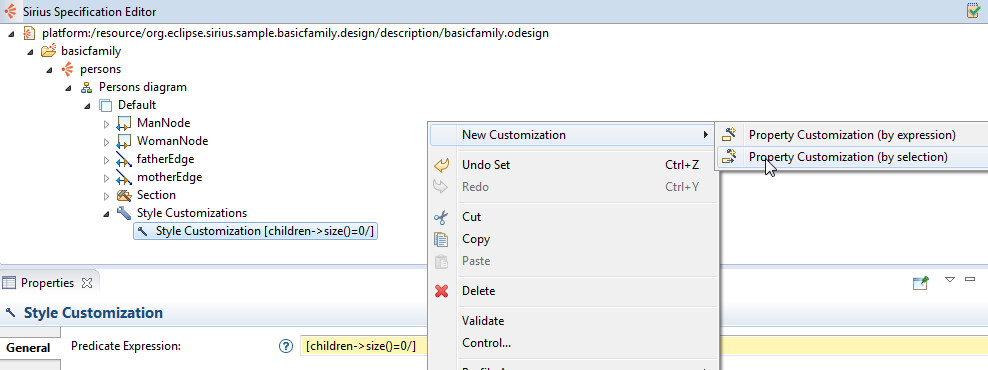 Sirius Specification Editor
platform:/resource/org.eclipse.sirius.sample.basicfamily.design/description/basicfamily.odesign
basicfamily
persons
Persons diagram
Default
ManNode
WomanNode
fatherEdge
motherEdge
Section
Style Customizations
Style Customization [children->size()=0/]
New Customization
Undo Set Ctrl+Z
Redo Ctrl+Y
Cut
Copy
Paste
Delete
Validate
Control...
Property Customization (by expression)
Property Customization (by selection)
Properties
Style Customization
General
Predicate Expression: [children->size()=0/]